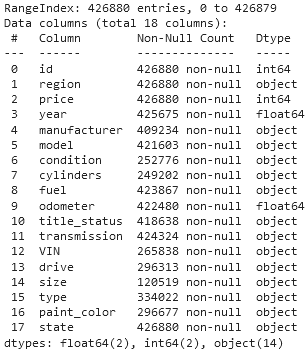 RangeIndex: 426880 entries, 0 to 426879
Data columns (total 18 columns):
 #   Column        Non-Null Count   Dtype
---  ------        --------------   -----
 0   id            426880 non-null  int64
 1   region        426880 non-null  object
 2   price         426880 non-null  int64
 3   year          425675 non-null  float64
 4   manufacturer  409234 non-null  object
 5   model         421603 non-null  object
 6   condition     252776 non-null  object
 7   cylinders     249202 non-null  object
 8   fuel          423867 non-null  object
 9   odometer      422480 non-null  float64
 10  title_status  418638 non-null  object
 11  transmission  424324 non-null  object
 12  VIN           265838 non-null  object
 13  drive         296313 non-null  object
 14  size          120519 non-null  object
 15  type          334022 non-null  object
 16  paint_color   296677 non-null  object
 17  state         426880 non-null  object
dtypes: float64(2), int64(2), object(14)